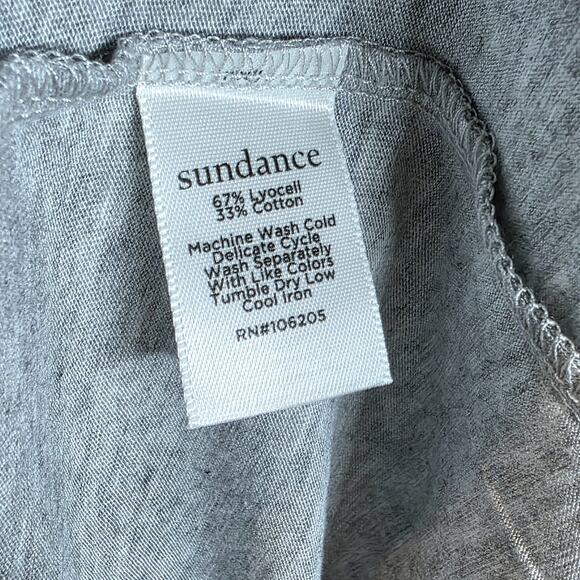 sundance
67% Lyocell
33% Cotton
Machine Wash Cold
Delicate Cycle
Wash Separately
With Like Colors
Tumble Dry Low
Cool Iron
RN#106205